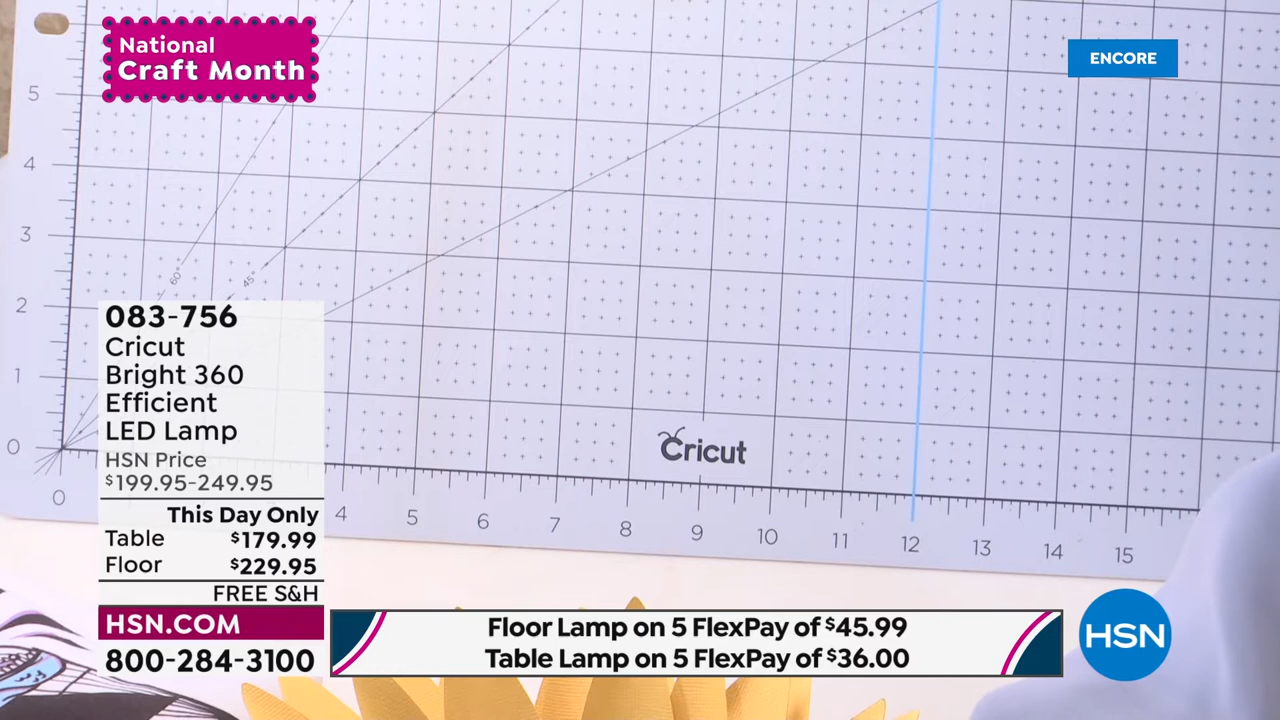 National
Craft Month
ENCORE
5
4
3
2
1
0
60°
45°
083-756
Cricut
Bright 360
Efficient
LED Lamp
HSN Price
$199.95-249.95
This Day Only
Table $179.99
Floor $229.95
FREE S&H
HSN.COM
800-284-3100
Cricut
0 4 5 6 7 8 9 10 11 12 13 14 15
Floor Lamp on 5 FlexPay of $45.99
Table Lamp on 5 FlexPay of $36.00
HSN